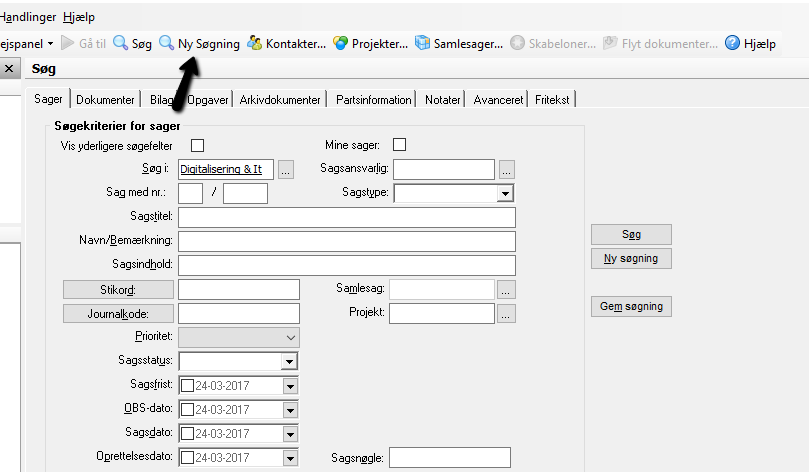 Handlinger Hjælp
ejspanel Gå til Søg Ny Søgning Kontakter... Projekter... Samlesager... Skabeloner... Flyt dokumenter... Hjælp
Søg
Sager Dokumenter Bilag Opgaver Arkivdokumenter Partsinformation Notater Avanceret Fritekst
Søgekriterier for sager
Vis yderligere søgefelter Mine sager:
Søg i: Digitalisering & It ... Sagsansvarlig: ...
Sag med nr.: / Sagstype:
Sagstitel:
Navn/Bemærkning:
Sagsindhold:
Søg
Ny søgning
Gem søgning
Stikord: Samlesag: ...
Journalkode: Projekt: ...
Prioritet:
Sagsstatus:
Sagsfrist: 24-03-2017
OBS-dato: 24-03-2017
Sagsdato: 24-03-2017
Oprettelsesdato: 24-03-2017 Sagsnøgle: